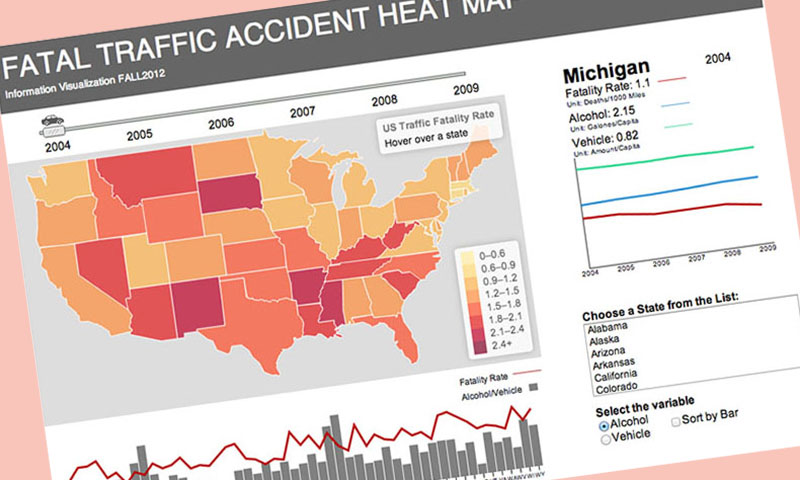 FATAL TRAFFIC ACCIDENT HEAT MAP
Information Visualization FALL2012
2004 2005 2006 2007 2008 2009
US Traffic Fatality Rate
Hover over a state
0–0.6
0.6–0.9
0.9–1.2
1.2–1.5
1.5–1.8
1.8–2.1
2.1–2.4
2.4+
Fatality Rate
Alcohol/Vehicle
Michigan 2004
Fatality Rate: 1.1
Unit: Deaths/1000 Miles
Alcohol: 2.15
Unit: Galones/Capita
Vehicle: 0.82
Unit: Amount/Capita
2004 2005 2006 2007 2008 2009
Choose a State from the List:
Alabama
Alaska
Arizona
Arkansas
California
Colorado
Select the variable
Alcohol
Vehicle
Sort by Bar